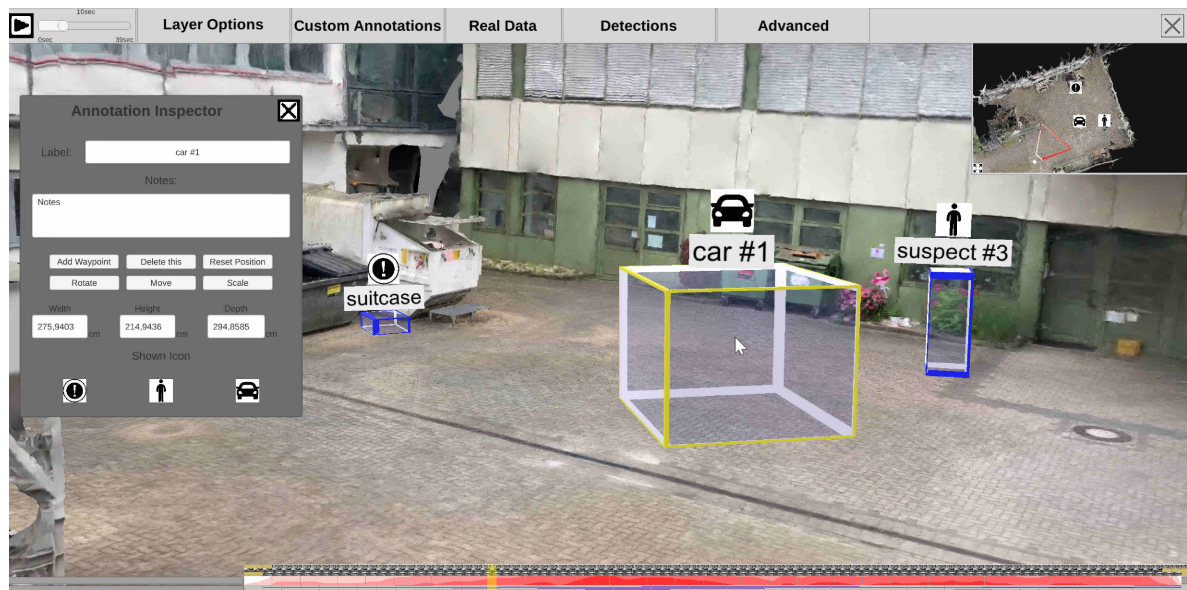 10sec
0sec 39sec
Layer Options
Custom Annotations
Real Data
Detections
Advanced
Annotation Inspector
Label: car #1
Notes:
Notes
Add Waypoint Delete this Reset Position
Rotate Move Scale
Width Height Depth
275,9403 cm 214,9436 cm 294,8585 cm
Shown Icon
suitcase
car #1
suspect #3